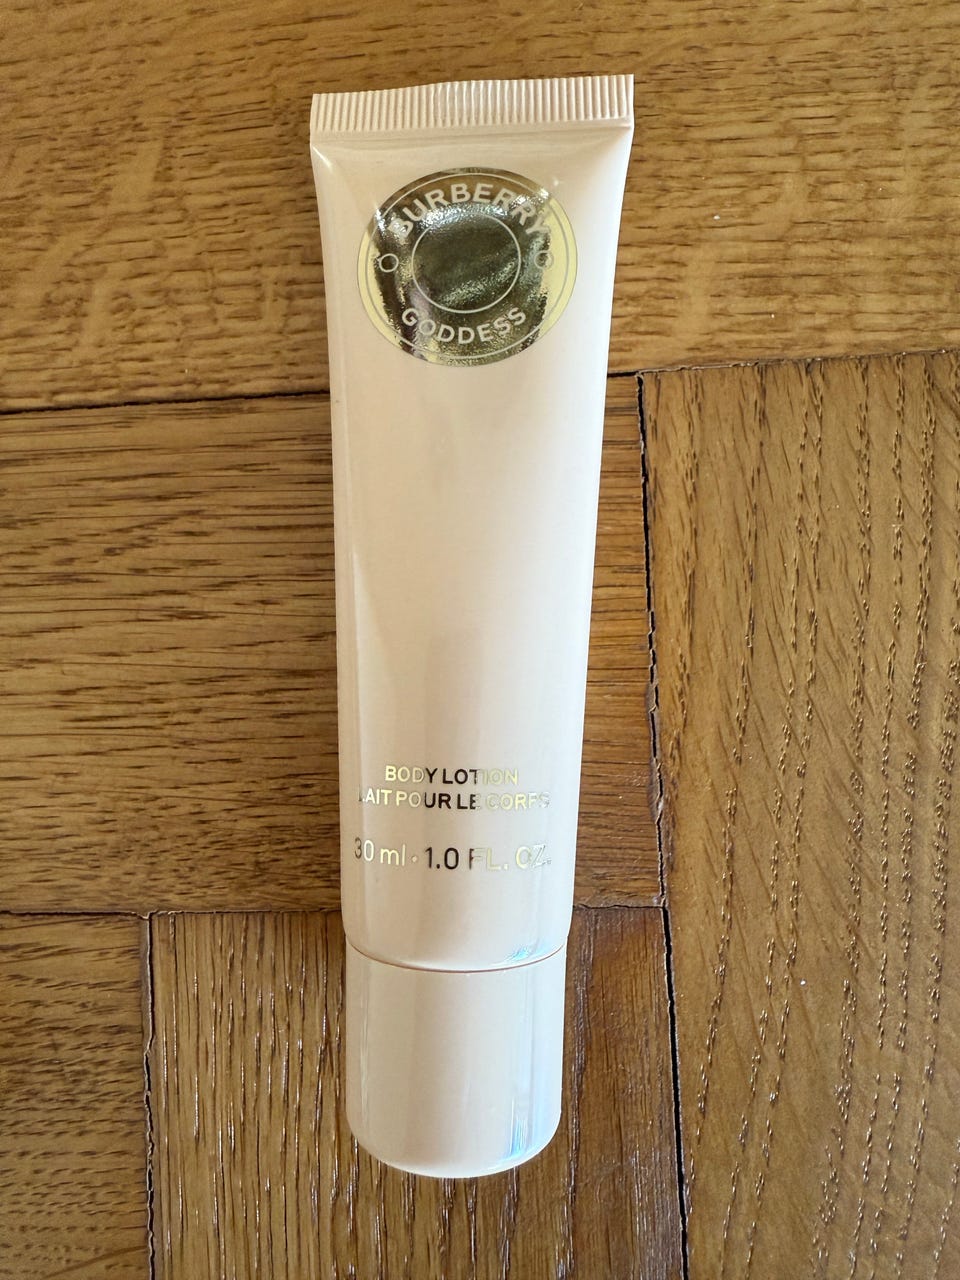 BURBERRY
GODDESS
BODY LOTION
LAIT POUR LE CORPS
30 ml · 1.0 FL. OZ.